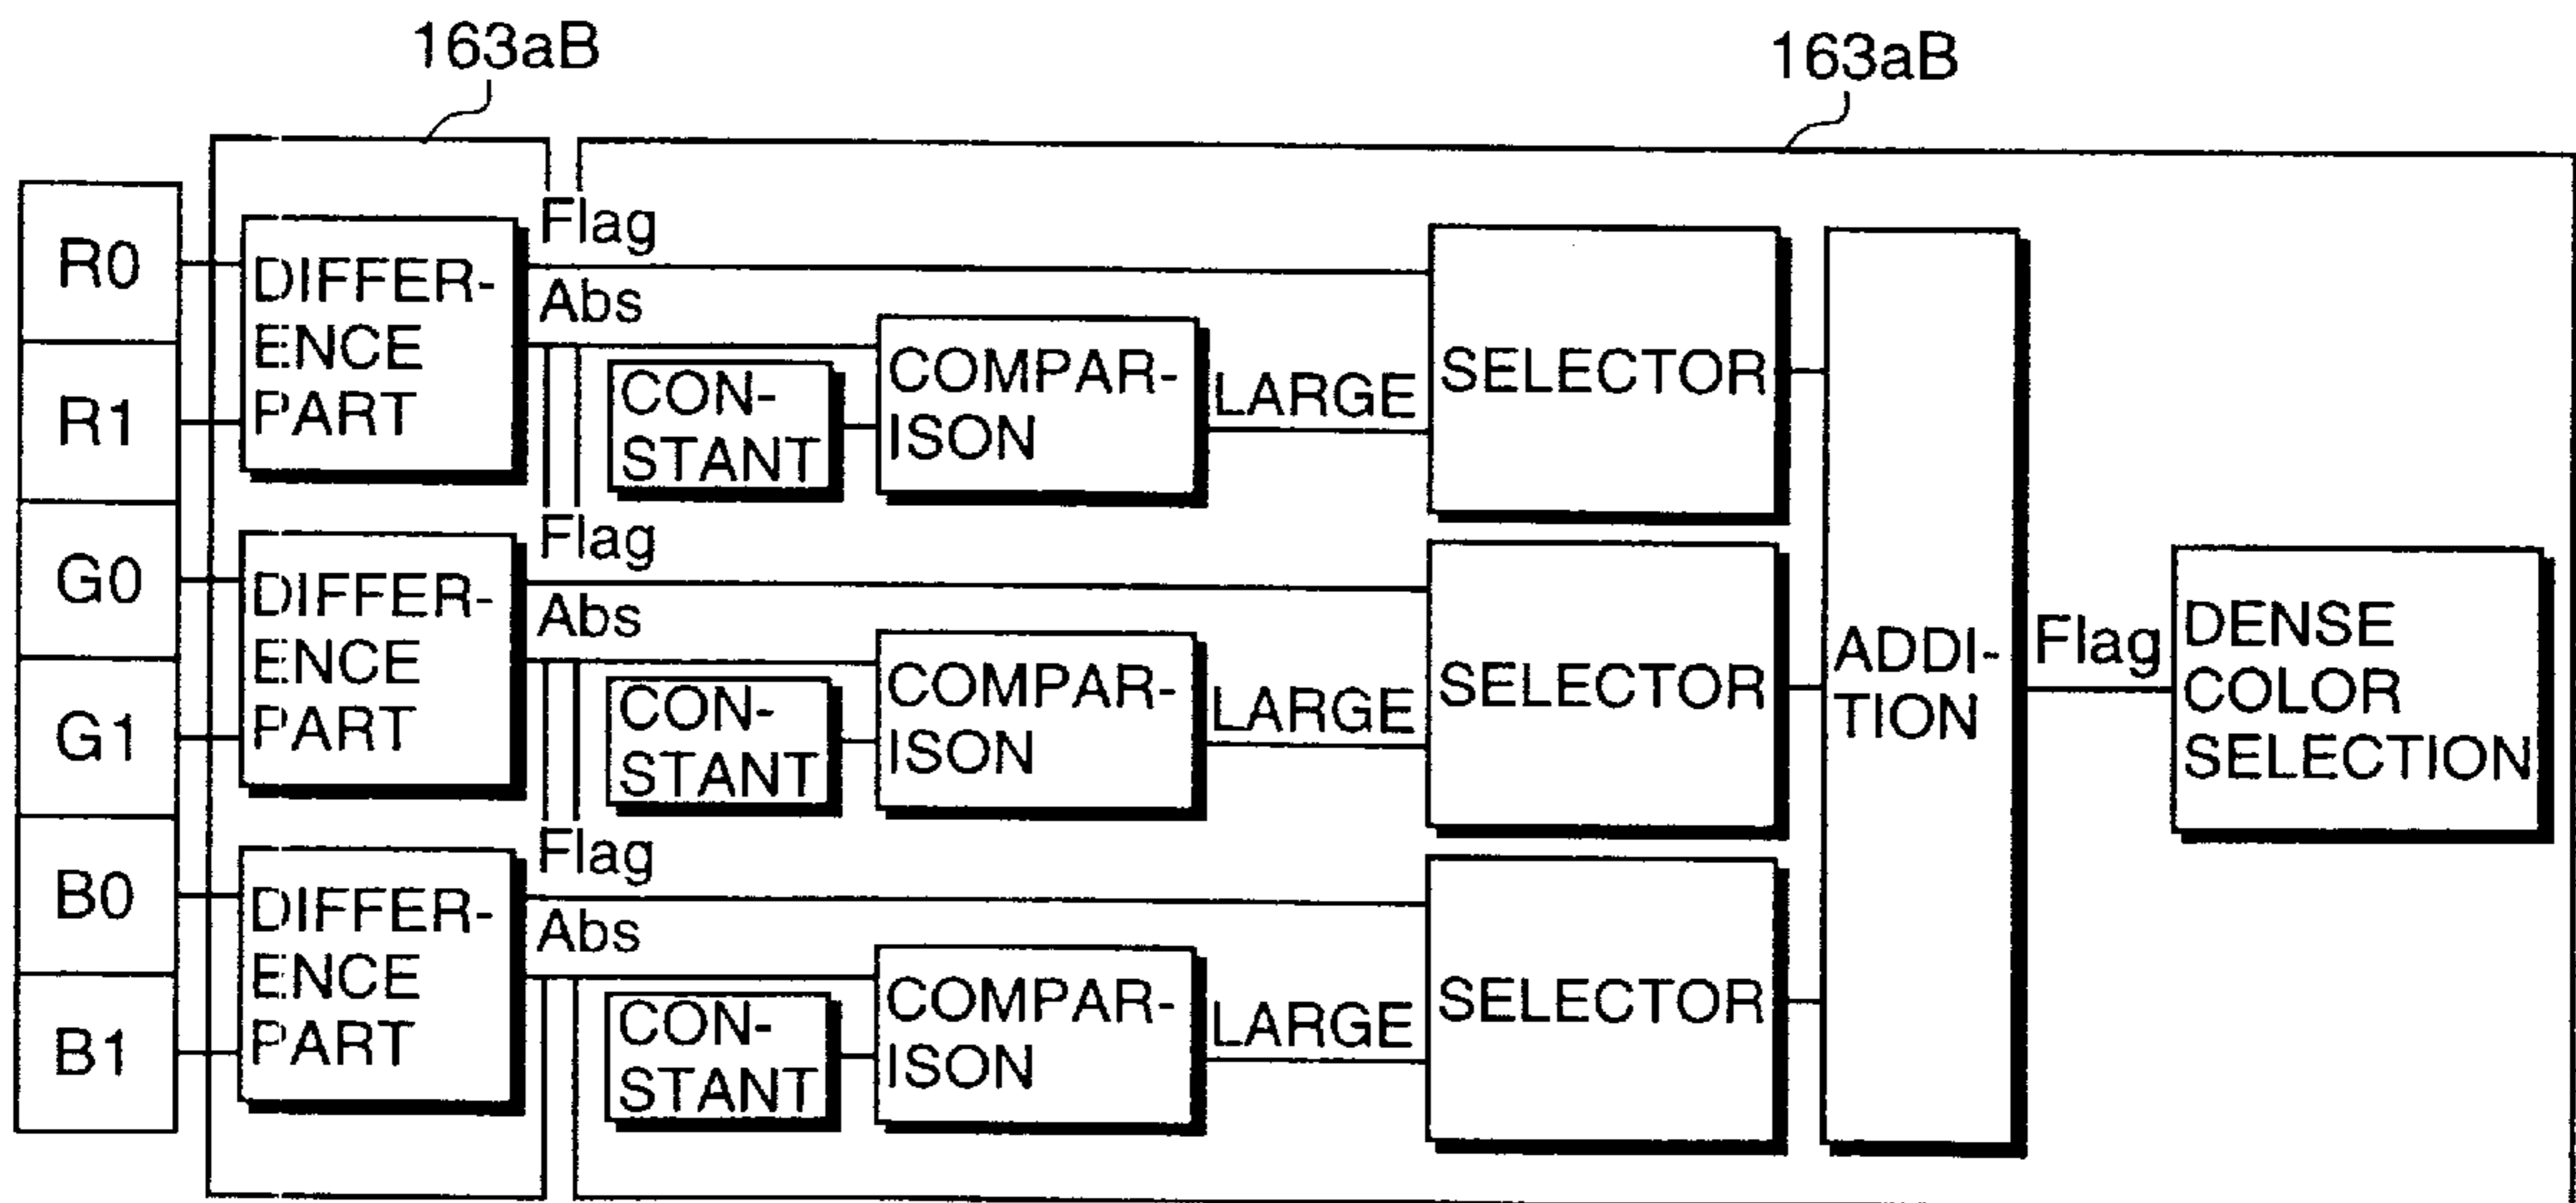 163aB
163aB
R0
R1
G0
G1
B0
B1
DIFFER-
ENCE
PART
Flag
Abs
CON-
STANT
COMPAR-
ISON
LARGE
SELECTOR
DIFFER-
ENCE
PART
Flag
Abs
CON-
STANT
COMPAR-
ISON
LARGE
SELECTOR
DIFFER-
ENCE
PART
Flag
Abs
CON-
STANT
COMPAR-
ISON
LARGE
SELECTOR
ADDI-
TION
Flag
DENSE
COLOR
SELECTION